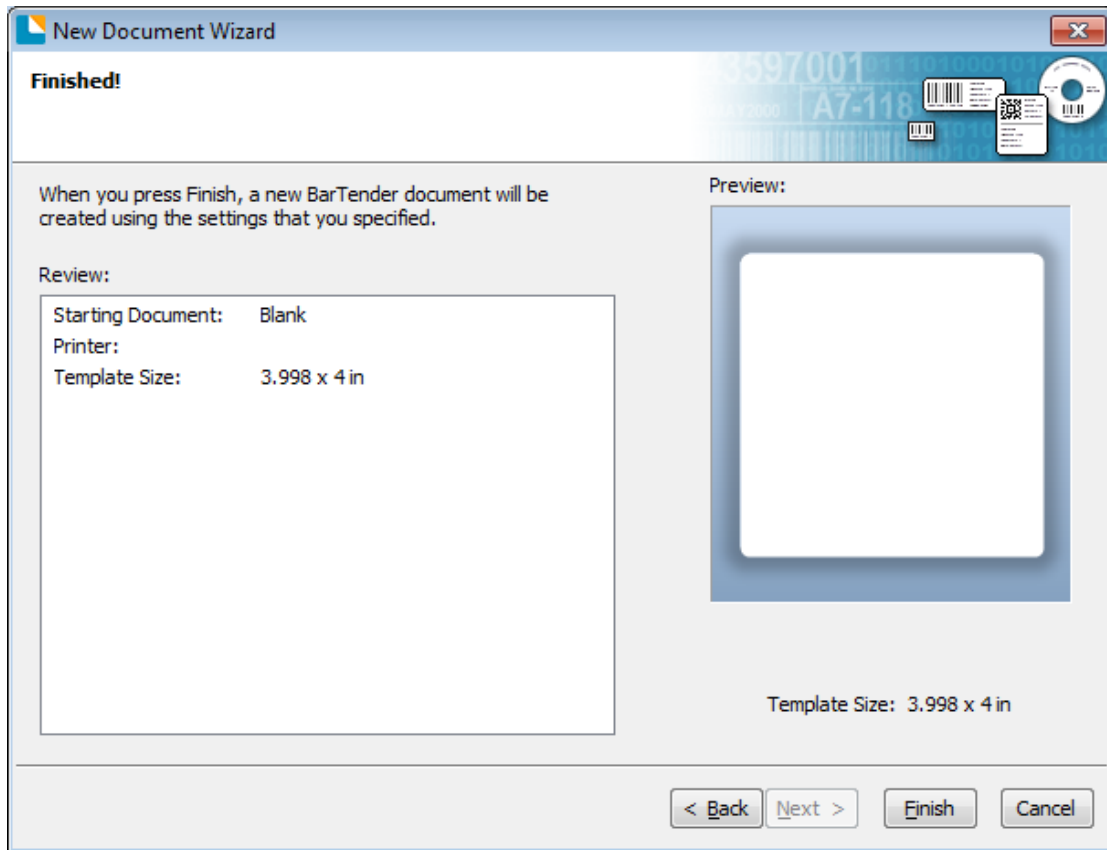 New Document Wizard
Finished!
3597001
A7-118
When you press Finish, a new BarTender document will be
created using the settings that you specified.
Preview:
Review:
Starting Document: Blank
Printer:
Template Size: 3.998 x 4 in
Template Size: 3.998 x 4 in
< Back
Next >
Finish
Cancel